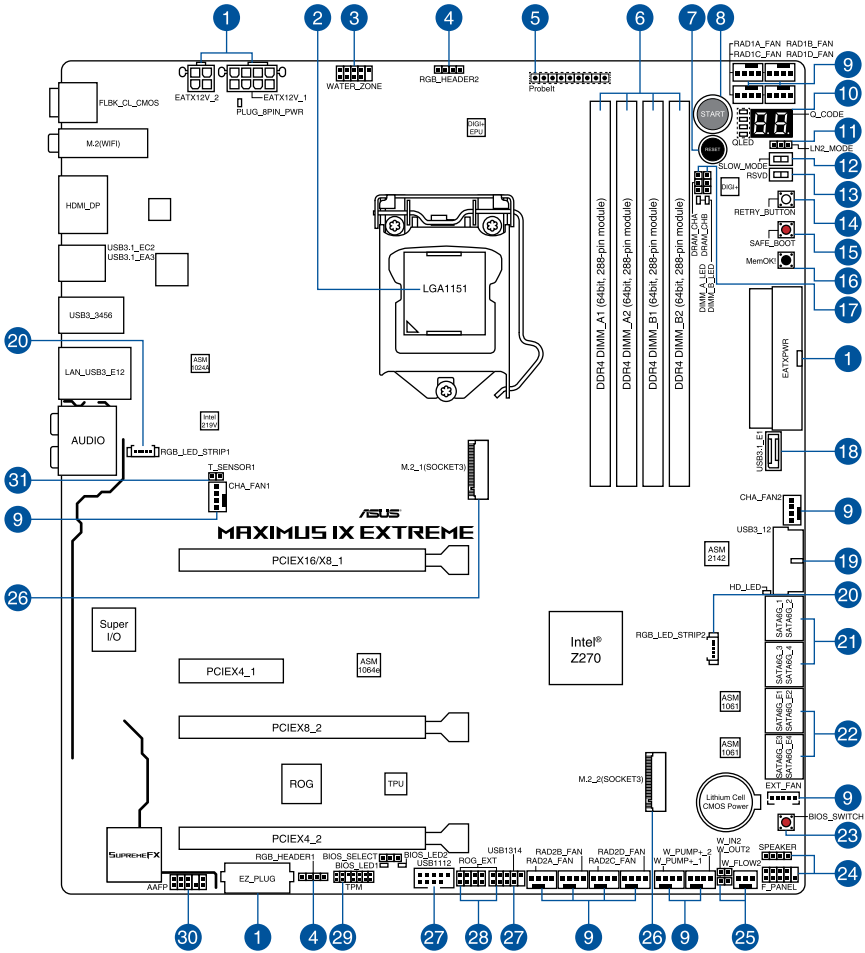 1
2
3
4
5
6
7
8
RAD1A_FAN RAD1B_FAN
RAD1C_FAN RAD1D_FAN
9
10
EATX12V_2
EATX12V_1
PLUG_8PIN_PWR
WATER_ZONE
RGB_HEADER2
ProbeIt
FLBK_CL_CMOS
DIGI+
EPU
START
Q_CODE
QLED
11
LN2_MODE
M.2(WIFI)
RESET
SLOW_MODE
12
RSVD
13
DIGI+
HDMI_DP
RETRY_BUTTON
14
DRAM_CHA
DRAM_CHB
SAFE_BOOT
15
USB3.1_EC2
USB3.1_EA3
MemOK!
16
DIMM_A_LED
DIMM_B_LED
17
LGA1151
DDR4 DIMM_A1 (64bit, 288-pin module)
DDR4 DIMM_A2 (64bit, 288-pin module)
DDR4 DIMM_B1 (64bit, 288-pin module)
DDR4 DIMM_B2 (64bit, 288-pin module)
USB3_3456
20
EATXPWR
1
LAN_USB3_E12
ASM
1024A
Intel
219V
AUDIO
RGB_LED_STRIP1
USB3.1_E1
18
T_SENSOR1
31
CHA_FAN1
9
M.2_1(SOCKET3)
CHA_FAN2
9
ASUS
MAXIMUS IX EXTREME
USB3_12
PCIEX16/X8_1
ASM
2142
19
26
HD_LED
20
SATA6G_1
SATA6G_2
Super
I/O
Intel®
Z270
RGB_LED_STRIP2
21
PCIEX4_1
ASM
1064e
SATA6G_3
SATA6G_4
ASM
1061
SATA6G_E1
SATA6G_E2
PCIEX8_2
22
ASM
1061
SATA6G_E3
SATA6G_E4
ROG
TPU
M.2_2(SOCKET3)
EXT_FAN
Lithium Cell
CMOS Power
9
BIOS_SWITCH
23
PCIEX4_2
SUPREMEFX
RGB_HEADER1
BIOS_SELECT
BIOS_LED1
BIOS_LED2
USB1112
ROG_EXT
USB1314
RAD2B_FAN
RAD2A_FAN
RAD2D_FAN
RAD2C_FAN
W_PUMP+_2
W_PUMP+_1
W_IN2
W_OUT2
W_FLOW2
SPEAKER
24
F_PANEL
AAFP
EZ_PLUG
TPM
30
1
4
29
27
28
27
9
26
9
25